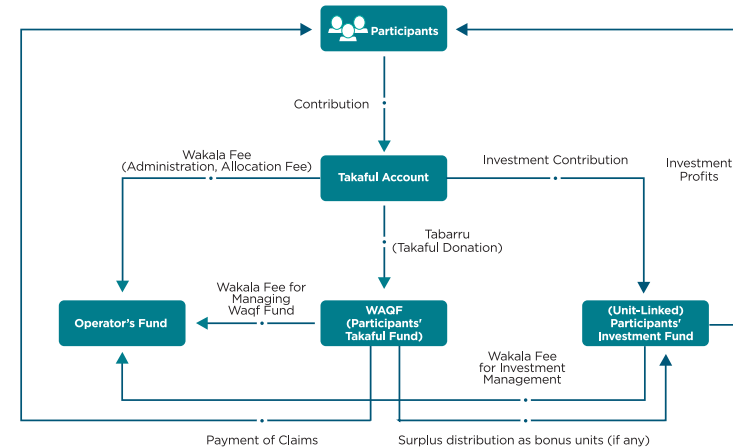 Participants
Contribution
Wakala Fee
(Administration, Allocation Fee)
Takaful Account
Investment Contribution
Investment
Profits
Tabarru
(Takaful Donation)
Wakala Fee for
Managing
Waqf Fund
Operator's Fund
WAQF
(Participants'
Takaful Fund)
(Unit-Linked)
Participants'
Investment Fund
Wakala Fee
for Investment
Management
Payment of Claims
Surplus distribution as bonus units (if any)